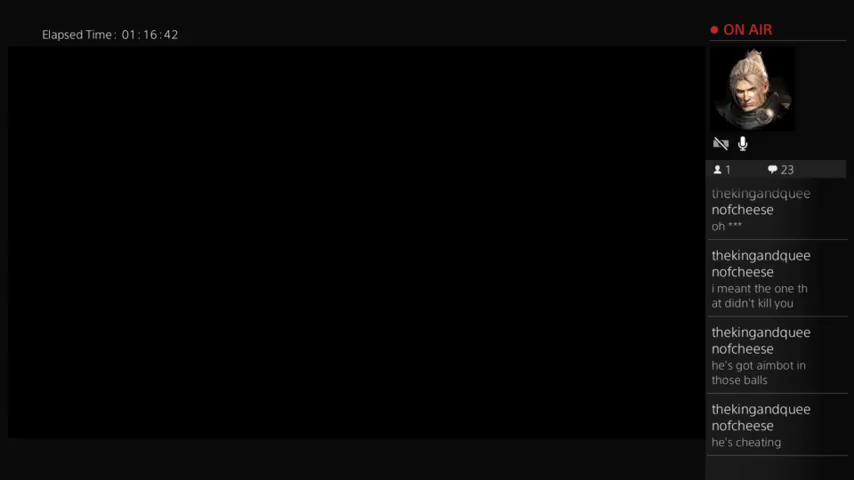 Elapsed Time: 01:16:42
ON AIR
1 23
thekingandquee
nofcheese
oh ***
thekingandquee
nofcheese
i meant the one th
at didn't kill you
thekingandquee
nofcheese
he's got aimbot in
those balls
thekingandquee
nofcheese
he's cheating